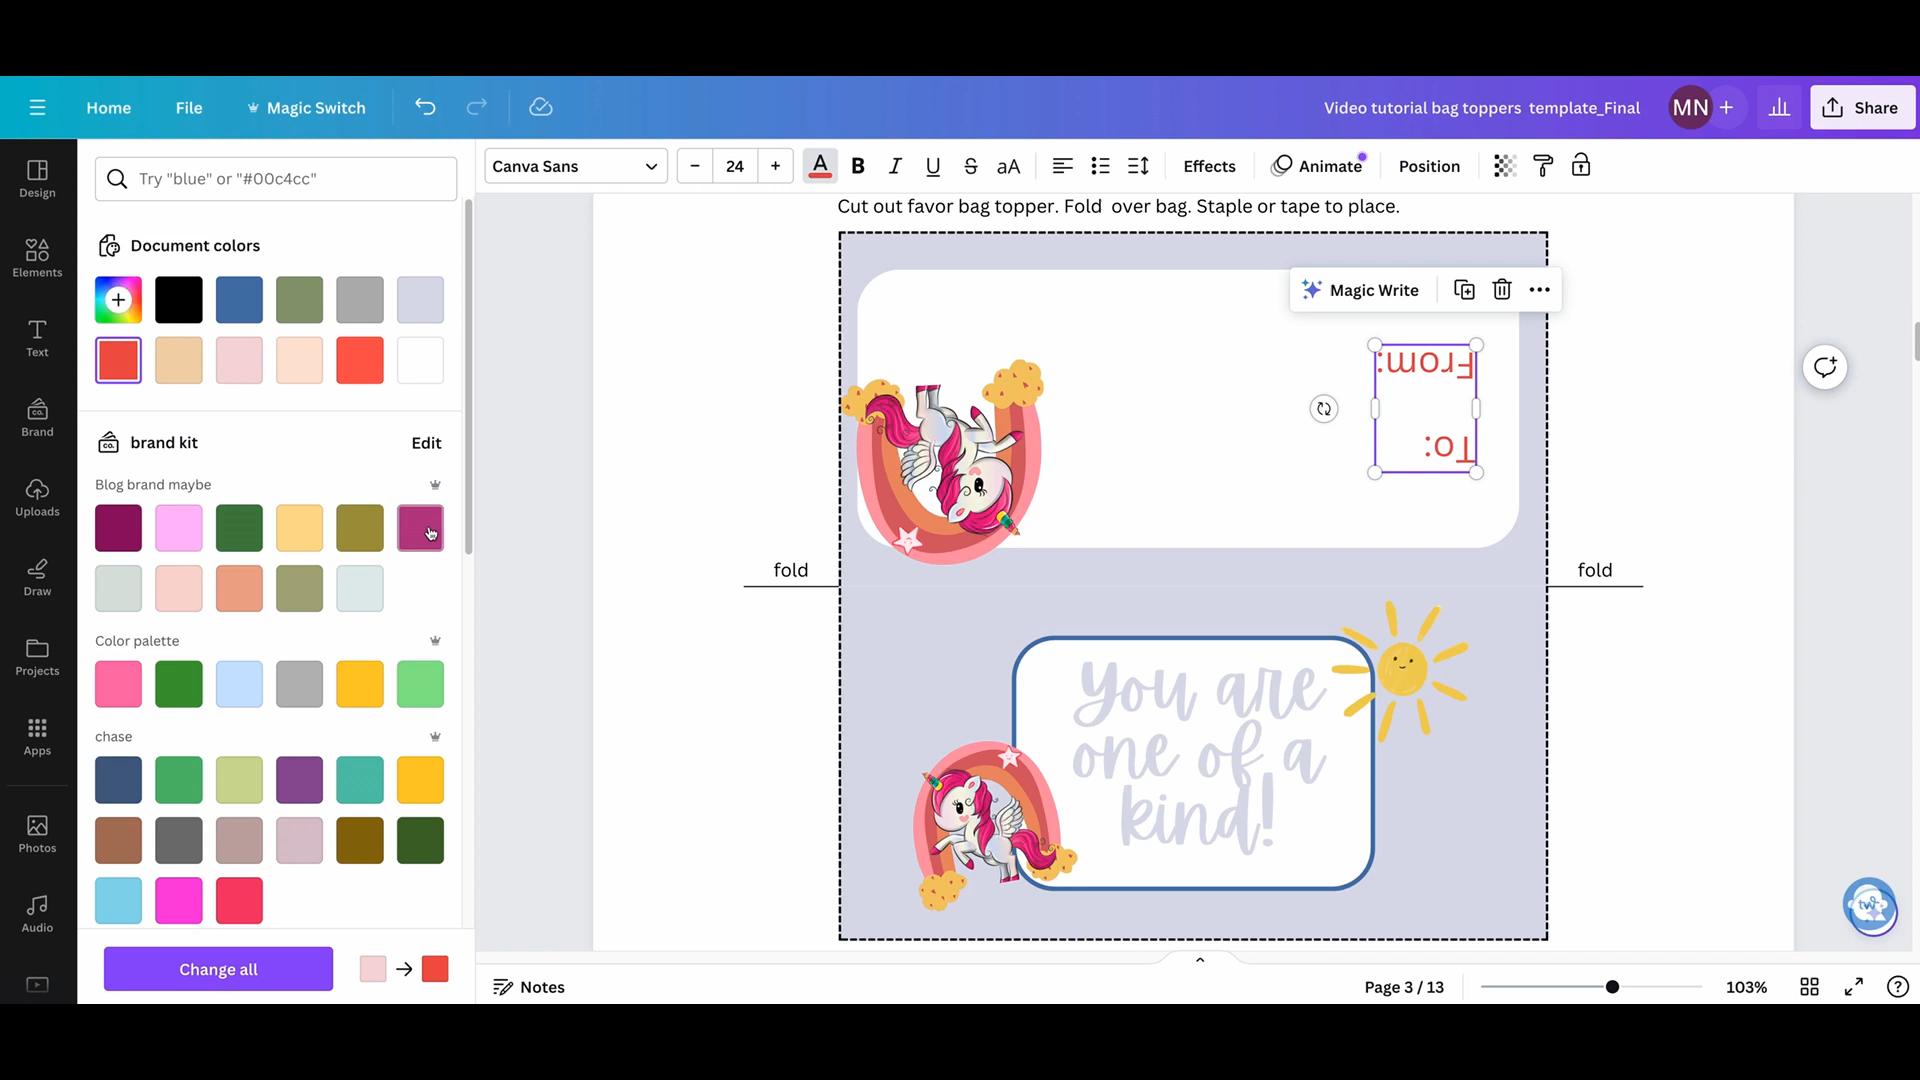 Home File Magic Switch Video tutorial bag toppers template_Final MN Share
Canva Sans 24 A B I U S aA Effects Animate Position
Design
Elements
Text
Brand
Uploads
Draw
Projects
Apps
Photos
Audio
Try "blue" or "#00c4cc"
Document colors
brand kit Edit
Blog brand maybe
Color palette
chase
Change all
Cut out favor bag topper. Fold over bag. Staple or tape to place.
Magic Write
To:
From:
fold fold
You are
one of a
kind!
Notes Page 3 / 13 103%